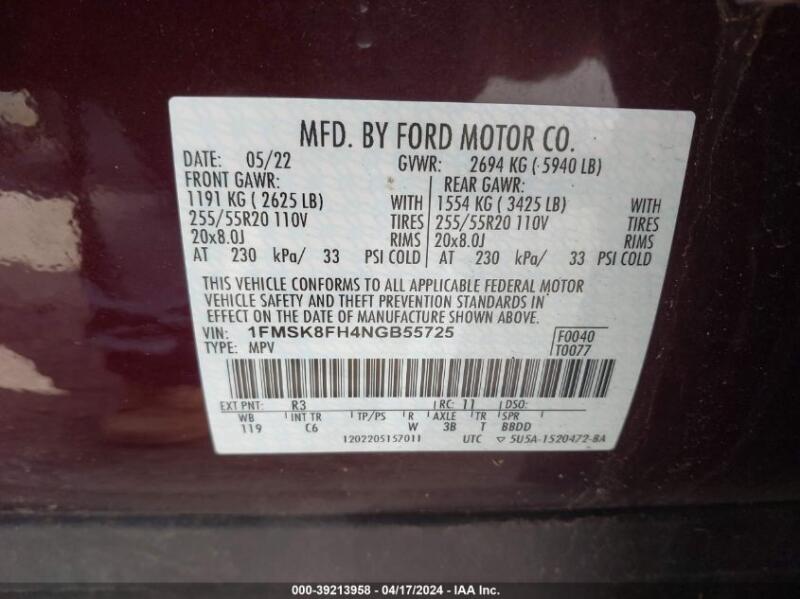 MFD. BY FORD MOTOR CO.
DATE: 05/22 GVWR: 2694 KG ( 5940 LB)
FRONT GAWR: REAR GAWR:
1191 KG ( 2625 LB) WITH 1554 KG ( 3425 LB) WITH
255/55R20 110V TIRES 255/55R20 110V TIRES
20x8.0J RIMS 20x8.0J RIMS
AT 230 kPa/ 33 PSI COLD AT 230 kPa/ 33 PSI COLD
THIS VEHICLE CONFORMS TO ALL APPLICABLE FEDERAL MOTOR
VEHICLE SAFETY AND THEFT PREVENTION STANDARDS IN
EFFECT ON THE DATE OF MANUFACTURE SHOWN ABOVE.
VIN: 1FMSK8FH4NGB55725 F0040
TYPE: MPV T0077
EXT PNT: R3 RC: 11 DSO:
WB INT TR TP/PS R AXLE TR SPR
119 C6 W 3B T BBDD
1202205157011 UTC ▽ 5U5A-1520472-BA
000-39213958 - 04/17/2024 - IAA Inc.